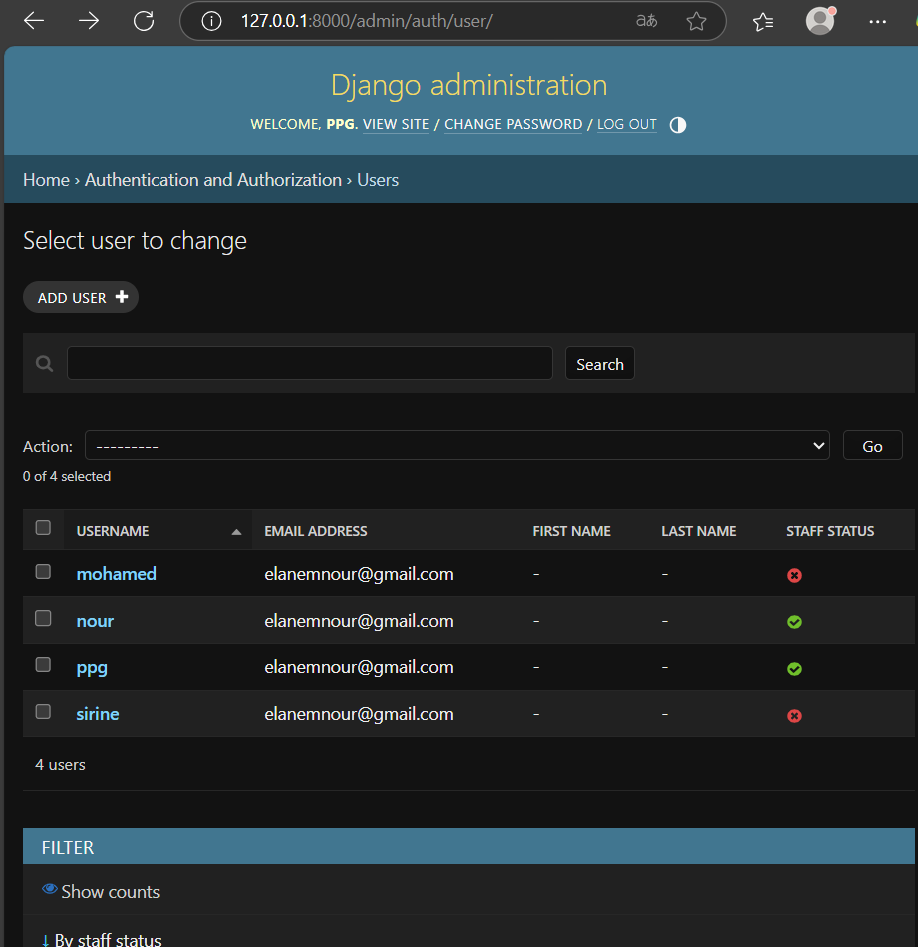 127.0.0.1:8000/admin/auth/user/ aあ
Django administration
WELCOME, PPG. VIEW SITE / CHANGE PASSWORD / LOG OUT
Home › Authentication and Authorization › Users
Select user to change
ADD USER +
Search
Action: --------- Go
0 of 4 selected
USERNAME EMAIL ADDRESS FIRST NAME LAST NAME STAFF STATUS
mohamed elanemnour@gmail.com - -
nour elanemnour@gmail.com - -
ppg elanemnour@gmail.com - -
sirine elanemnour@gmail.com - -
4 users
FILTER
Show counts
↓ By staff status